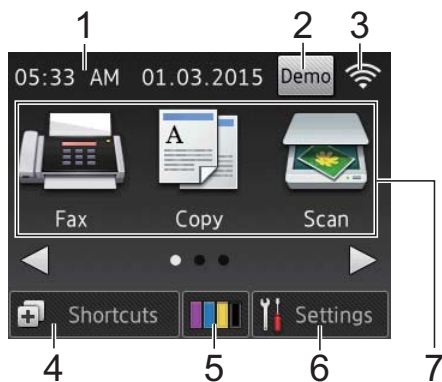 1 2 3
05:33 AM 01.03.2015 Demo
A
Fax Copy Scan
Shortcuts Settings
4 5 6 7